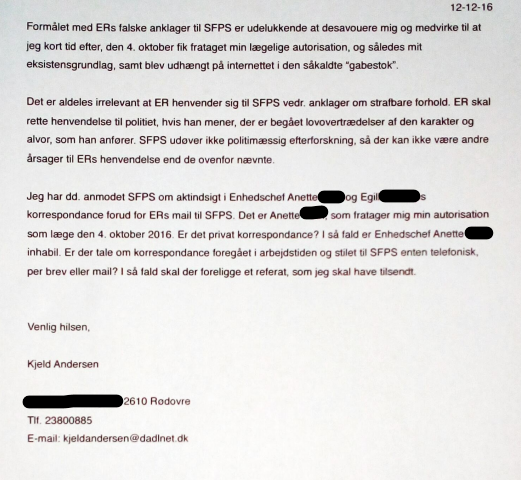 12-12-16
Formålet med ERs falske anklager til SFPS er udelukkende at desavouere mig og medvirke til at
jeg kort tid efter, den 4. oktober fik frataget min lægelige autorisation, og således mit
eksistensgrundlag, samt blev udhængt på internettet i den såkaldte “gabestok”.
Det er aldeles irrelevant at ER henvender sig til SFPS vedr. anklager om strafbare forhold. ER skal
rette henvendelse til politiet, hvis han mener, der er begået lovovertrædelser af den karakter og
alvor, som han anfører. SFPS udøver ikke politimæssig efterforskning, så der kan ikke være andre
årsager til ERs henvendelse end de ovenfor nævnte.
Jeg har dd. anmodet SFPS om aktindsigt i Enhedschef Anette og Egil s
korrespondance forud for ERs mail til SFPS. Det er Anette , som fratager mig min autorisation
som læge den 4. oktober 2016. Er det privat korrespondance? I så fald er Enhedschef Anette
inhabil. Er der tale om korrespondance foregået i arbejdstiden og stilet til SFPS enten telefonisk,
per brev eller mail? I så fald skal der foreligge et referat, som jeg skal have tilsendt.
Venlig hilsen,
Kjeld Andersen
2610 Rødovre
Tlf. 23800885
E-mail: kjeldandersen@dadlnet.dk